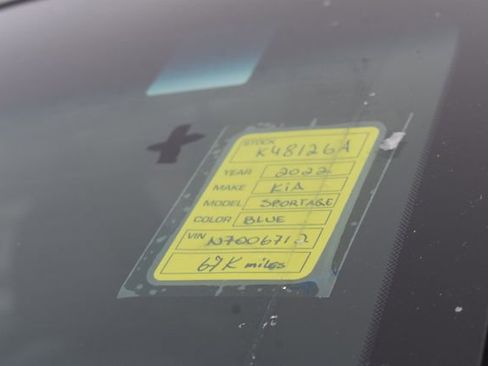 STOCK K48126A
YEAR 2022
MAKE KiA
MODEL SPORTAGE
COLOR BLUE
VIN N7006712
67K miles